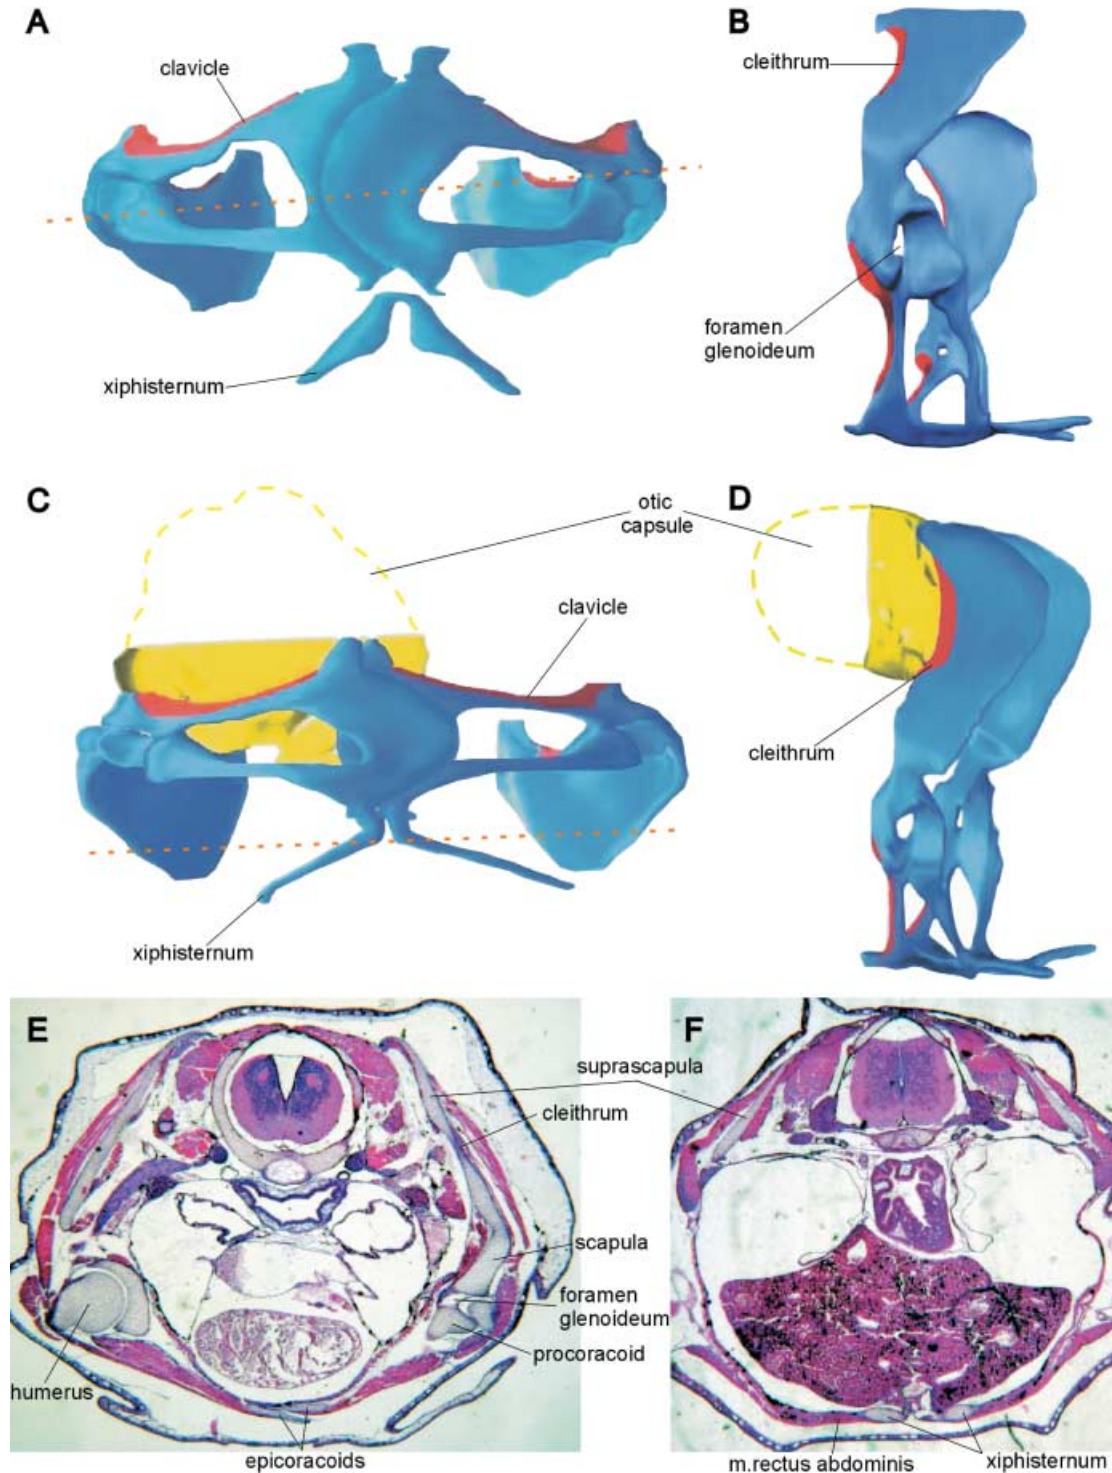 A
B
clavicle
cleithrum
foramen
glenoideum
xiphisternum
C
D
otic
capsule
clavicle
cleithrum
xiphisternum
E
F
suprascapula
cleithrum
scapula
foramen
glenoideum
procoracoid
humerus
epicoracoids
m.rectus abdominis
xiphisternum